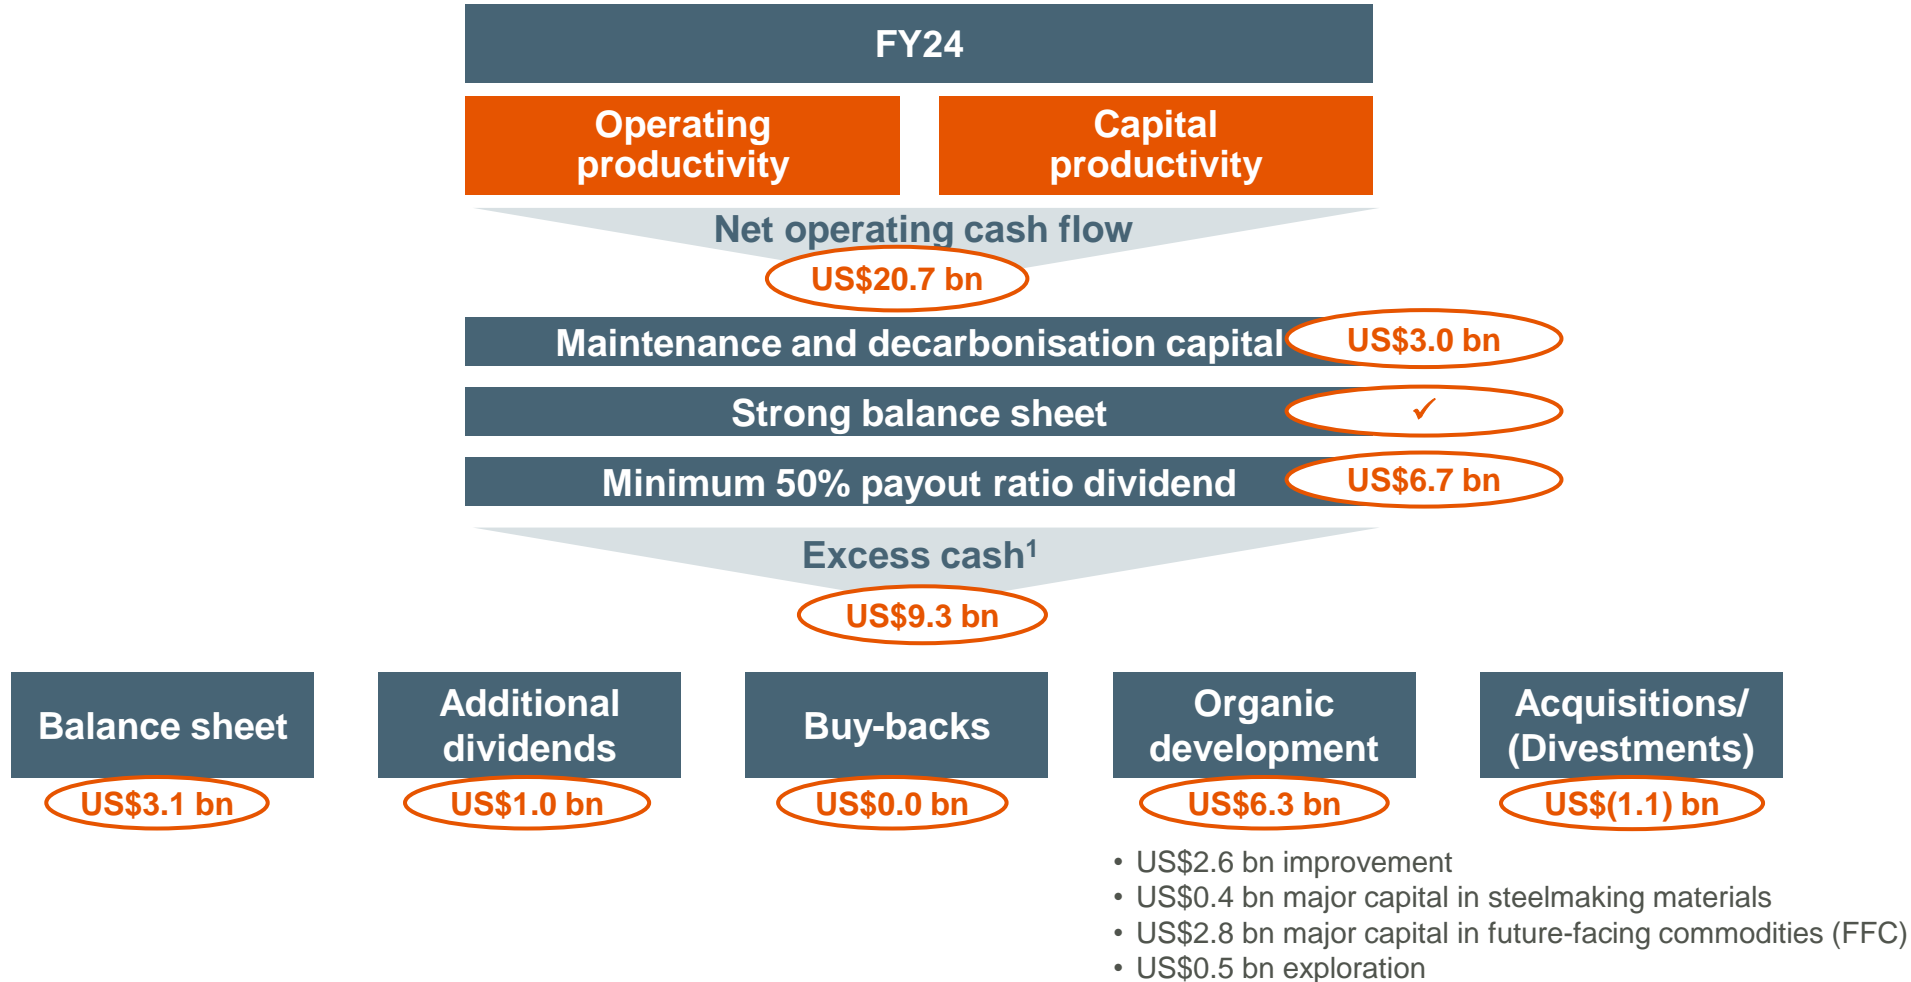 FY24
Operating
productivity
Capital
productivity
Net operating cash flow
US$20.7 bn
Maintenance and decarbonisation capital
US$3.0 bn
Strong balance sheet
✓
Minimum 50% payout ratio dividend
US$6.7 bn
Excess cash¹
US$9.3 bn
Balance sheet
US$3.1 bn
Additional
dividends
US$1.0 bn
Buy-backs
US$0.0 bn
Organic
development
US$6.3 bn
Acquisitions/
(Divestments)
US$(1.1) bn
• US$2.6 bn improvement
• US$0.4 bn major capital in steelmaking materials
• US$2.8 bn major capital in future-facing commodities (FFC)
• US$0.5 bn exploration